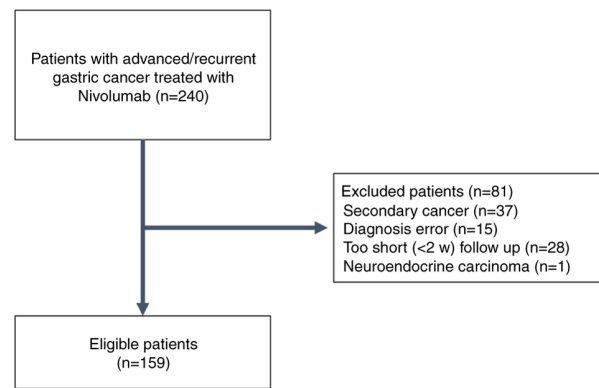 Patients with advanced/recurrent
gastric cancer treated with
Nivolumab (n=240)
Excluded patients (n=81)
Secondary cancer (n=37)
Diagnosis error (n=15)
Too short (<2 w) follow up (n=28)
Neuroendocrine carcinoma (n=1)
Eligible patients
(n=159)